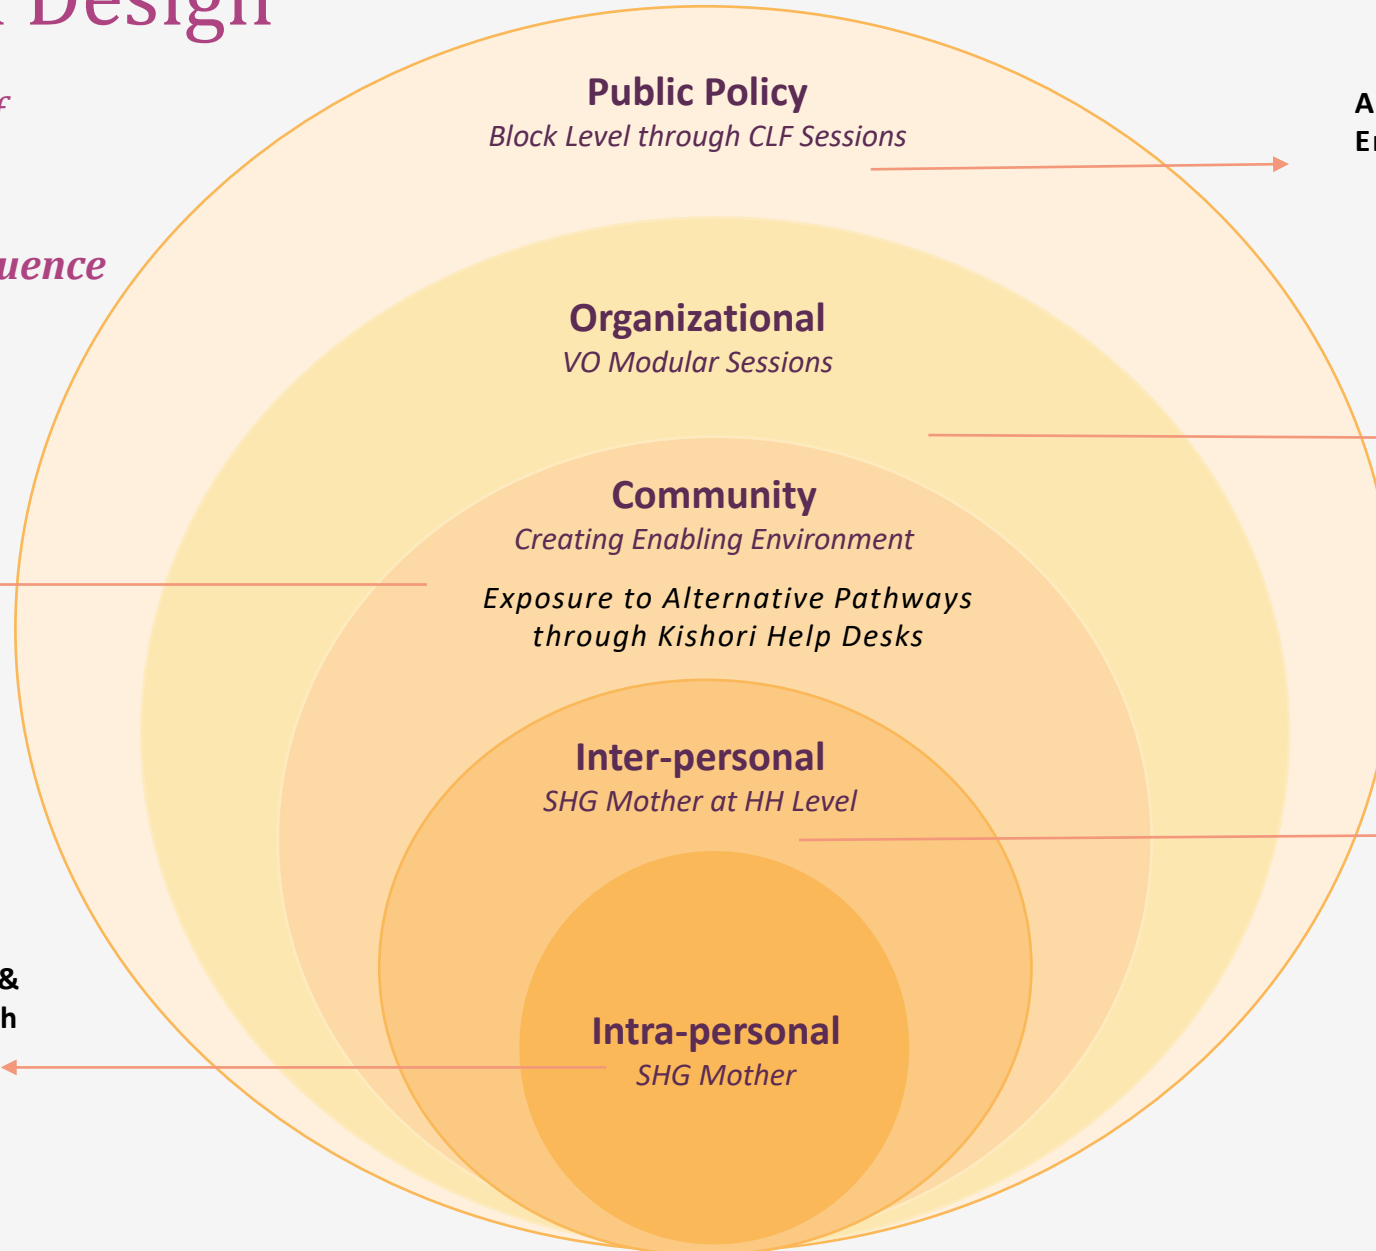 Design
Public Policy
Block Level through CLF Sessions
Organizational
VO Modular Sessions
Community
Creating Enabling Environment
Exposure to Alternative Pathways
through Kishori Help Desks
Inter-personal
SHG Mother at HH Level
&
Intra-personal
SHG Mother